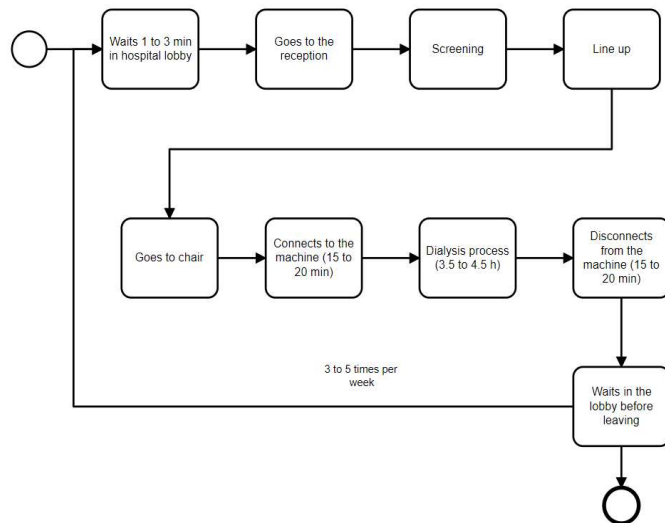 Waits 1 to 3 min
in hospital lobby
Goes to the
reception
Screening
Line up
Goes to chair
Connects to the
machine (15 to
20 min)
Dialysis process
(3.5 to 4.5 h)
Disconnects
from the
machine (15 to
20 min)
3 to 5 times per
week
Waits in the
lobby before
leaving